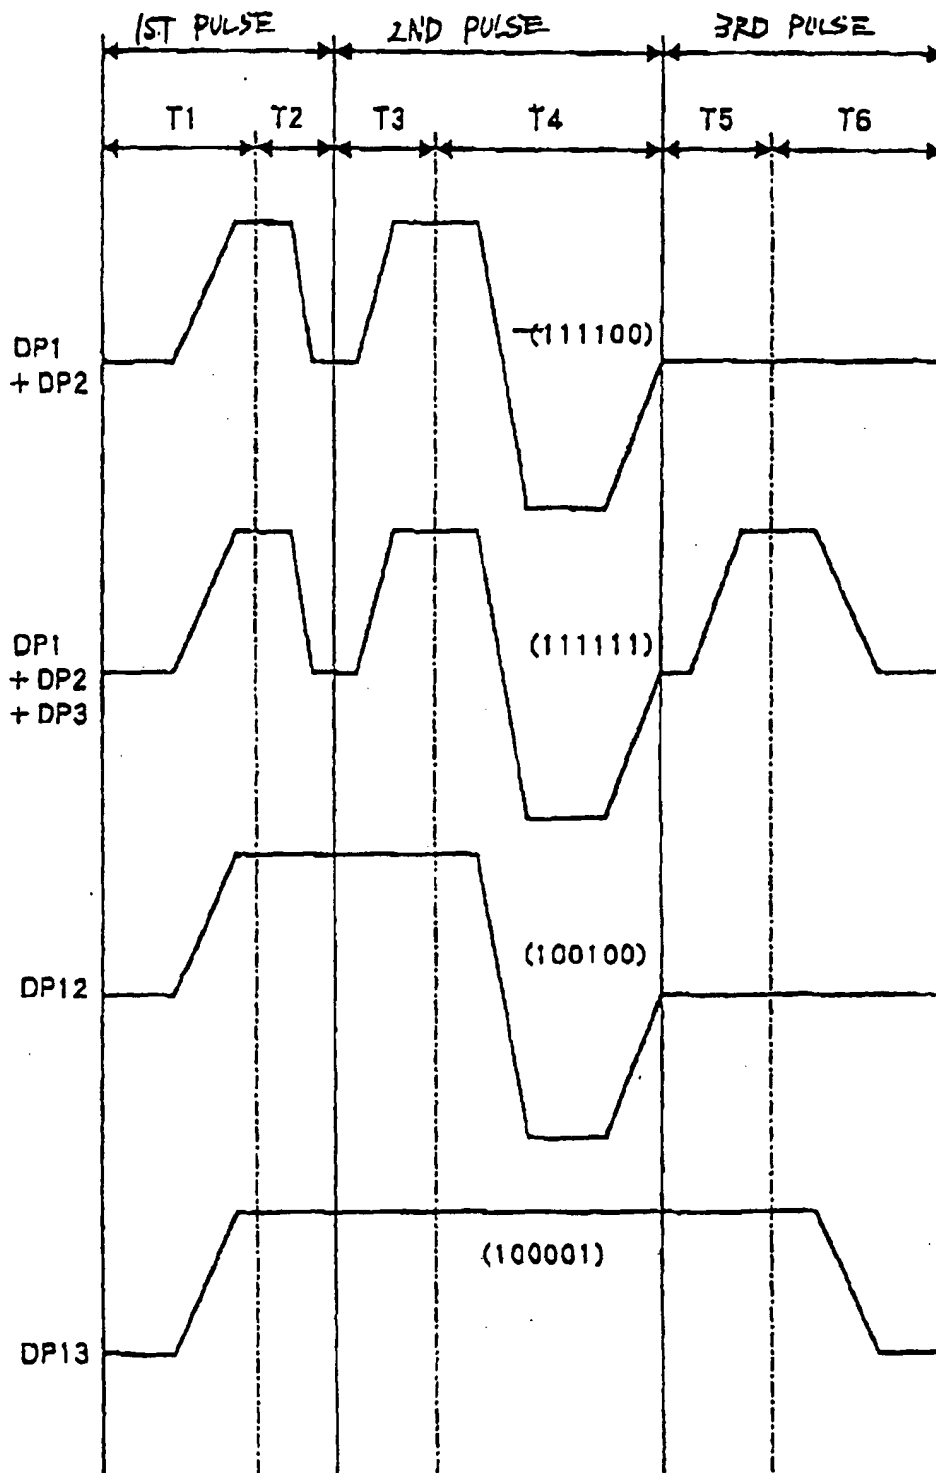 1ST PULSE 2ND PULSE 3RD PULSE
T1 T2 T3 T4 T5 T6
(111100)
DP1
+ DP2
(111111)
DP1
+ DP2
+ DP3
(100100)
DP12
(100001)
DP13